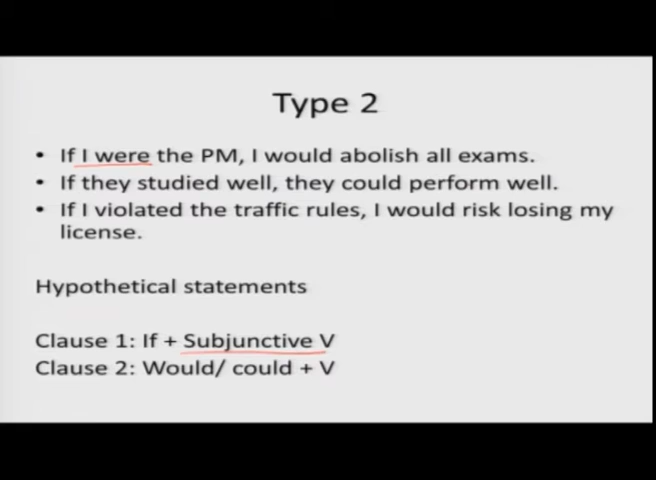 Type 2
• If I were the PM, I would abolish all exams.
• If they studied well, they could perform well.
• If I violated the traffic rules, I would risk losing my
license.
Hypothetical statements
Clause 1: If + Subjunctive V
Clause 2: Would/ could + V